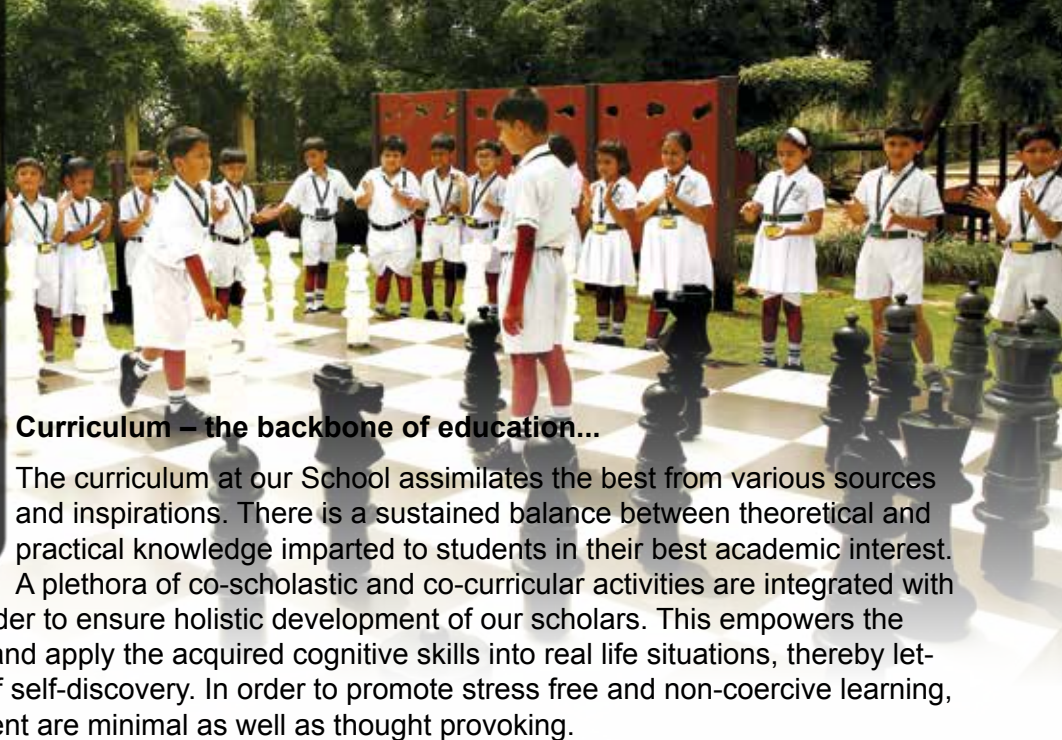 Curriculum – the backbone of education...
The curriculum at our School assimilates the best from various sources
and inspirations. There is a sustained balance between theoretical and
practical knowledge imparted to students in their best academic interest.
A plethora of co-scholastic and co-curricular activities are integrated with
der to ensure holistic development of our scholars. This empowers the
and apply the acquired cognitive skills into real life situations, thereby let-
f self-discovery. In order to promote stress free and non-coercive learning,
ent are minimal as well as thought provoking.